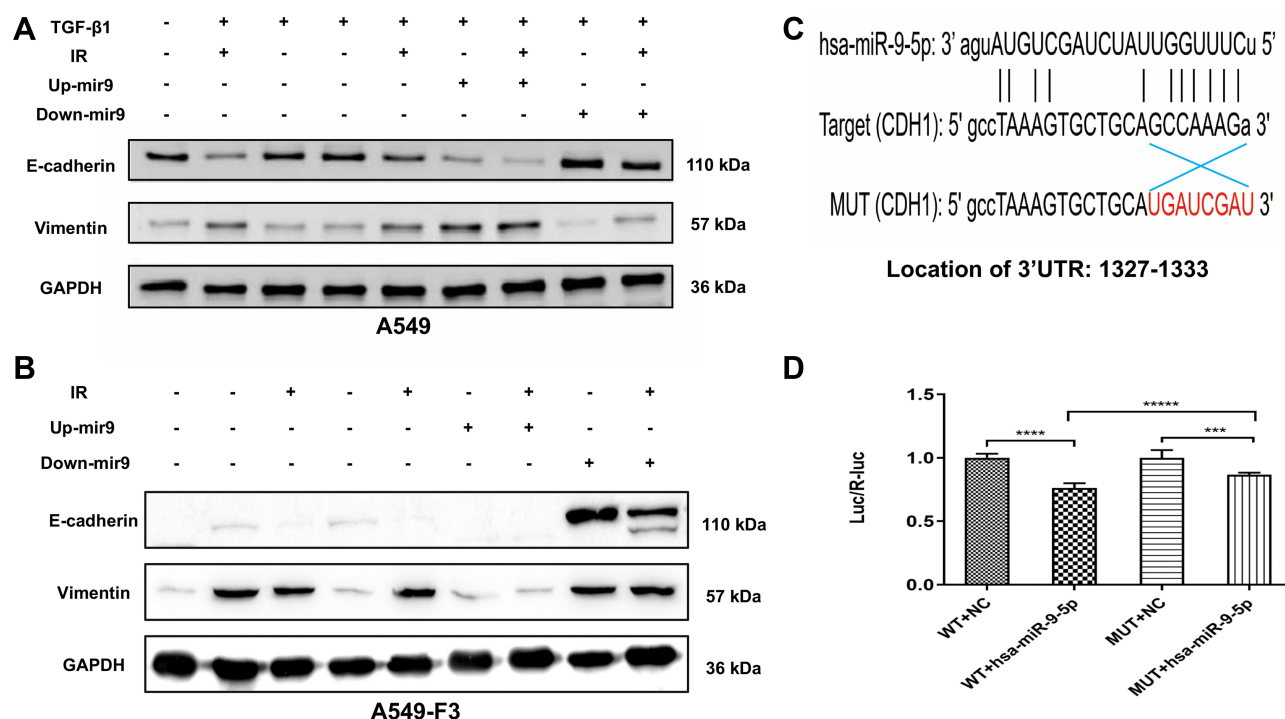 A
TGF-β1 - + + + + + + + +
IR - + - - + - + - +
Up-mir9 - - - - - + + - -
Down-mir9 - - - - - - - + +
E-cadherin 110 kDa
Vimentin 57 kDa
GAPDH 36 kDa
A549
B
IR - - + - + - + - +
Up-mir9 - - - - - + + - -
Down-mir9 - - - - - - - + +
E-cadherin 110 kDa
Vimentin 57 kDa
GAPDH 36 kDa
A549-F3
C
hsa-miR-9-5p: 3’ aguAUGUCGAUCUAUUGGUUUCu 5’
Target (CDH1): 5' gccTAAAGTGCTGCAGCCAAAGa 3'
MUT (CDH1): 5' gccTAAAGTGCTGCAUGAUCGAU 3'
Location of 3’UTR: 1327-1333
D
Luc/R-luc
1.5
1.0
0.5
0.0
****
*****
***
WT+NC
WT+hsa-miR-9-5p
MUT+NC
MUT+hsa-miR-9-5p